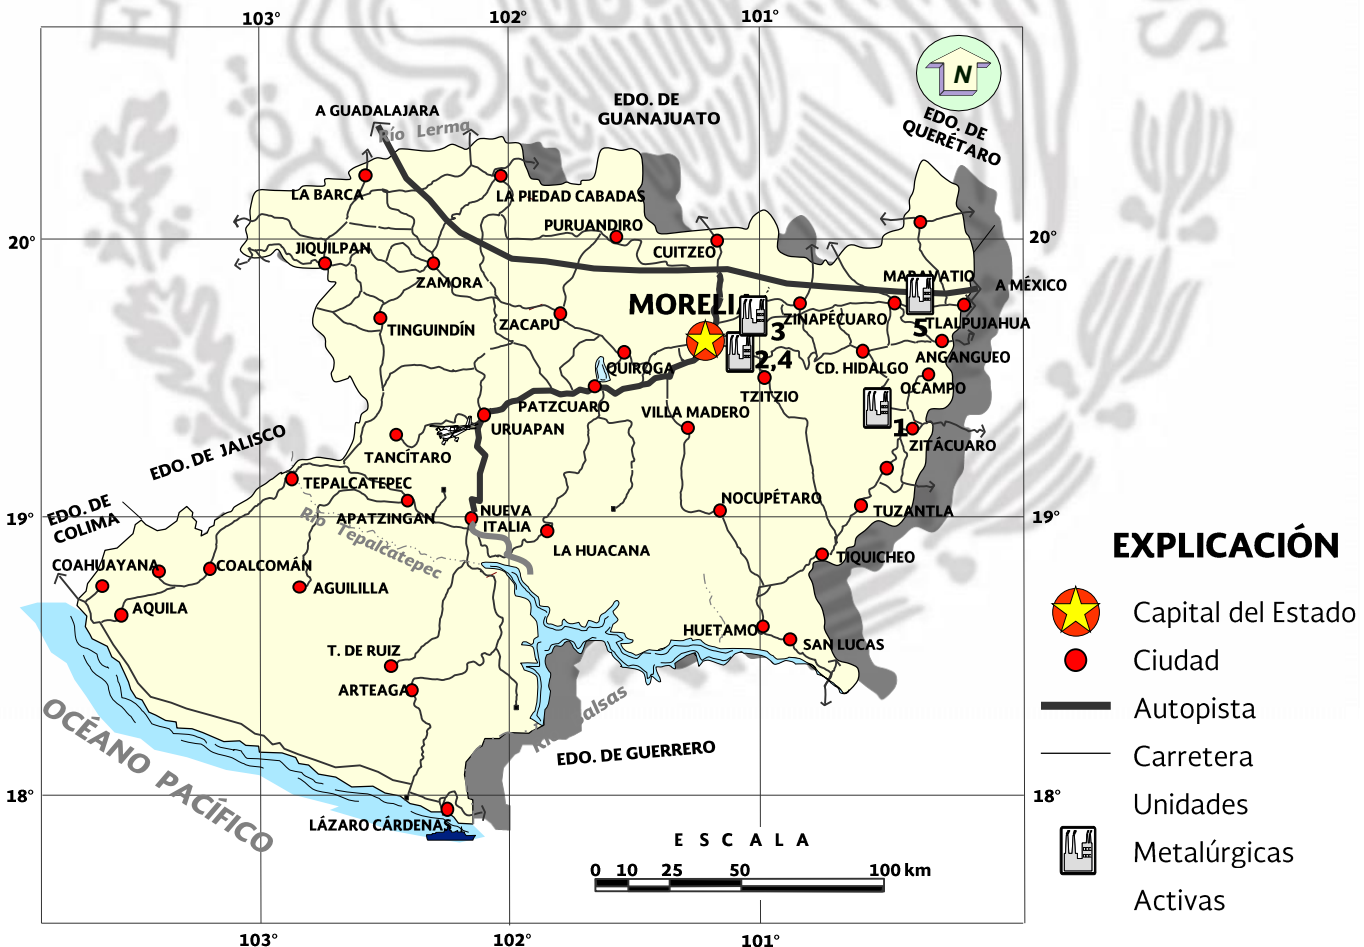 103°
102°
101°
N
A GUADALAJARA
Río Lerma
EDO. DE
GUANAJUATO
EDO. DE
QUERÉTARO
LA BARCA
LA PIEDAD CABADAS
PURUANDIRO
CUITZEO
20°
20°
JIQUILPAN
ZAMORA
MARAVATIO
A MÉXICO
MORELIA
TINGUINDÍN
ZACAPU
3
ZINAPÉCUARO
5
TLALPUJAHUA
2,4
ANGANGUEO
QUIROGA
CD. HIDALGO
OCAMPO
TZITZIO
PATZCUARO
VILLA MADERO
URUAPAN
1
ZITÁCUARO
EDO. DE JALISCO
TANCÍTARO
TEPALCATEPEC
NOCUPÉTARO
EDO. DE
COLIMA
APATZINGAN
NUEVA
ITALIA
TUZANTLA
19°
19°
Río Tepalcatepec
LA HUACANA
TIQUICHEO
EXPLICACIÓN
COAHUAYANA
COALCOMÁN
AGUILILLA
AQUILA
Capital del Estado
HUETAMO
SAN LUCAS
T. DE RUIZ
Ciudad
ARTEAGA
Autopista
Río Balsas
OCÉANO PACÍFICO
EDO. DE GUERRERO
Carretera
18°
18°
Unidades
LÁZARO CÁRDENAS
ESCALA
Metalúrgicas
0 10 25 50 100 km
Activas
103°
102°
101°